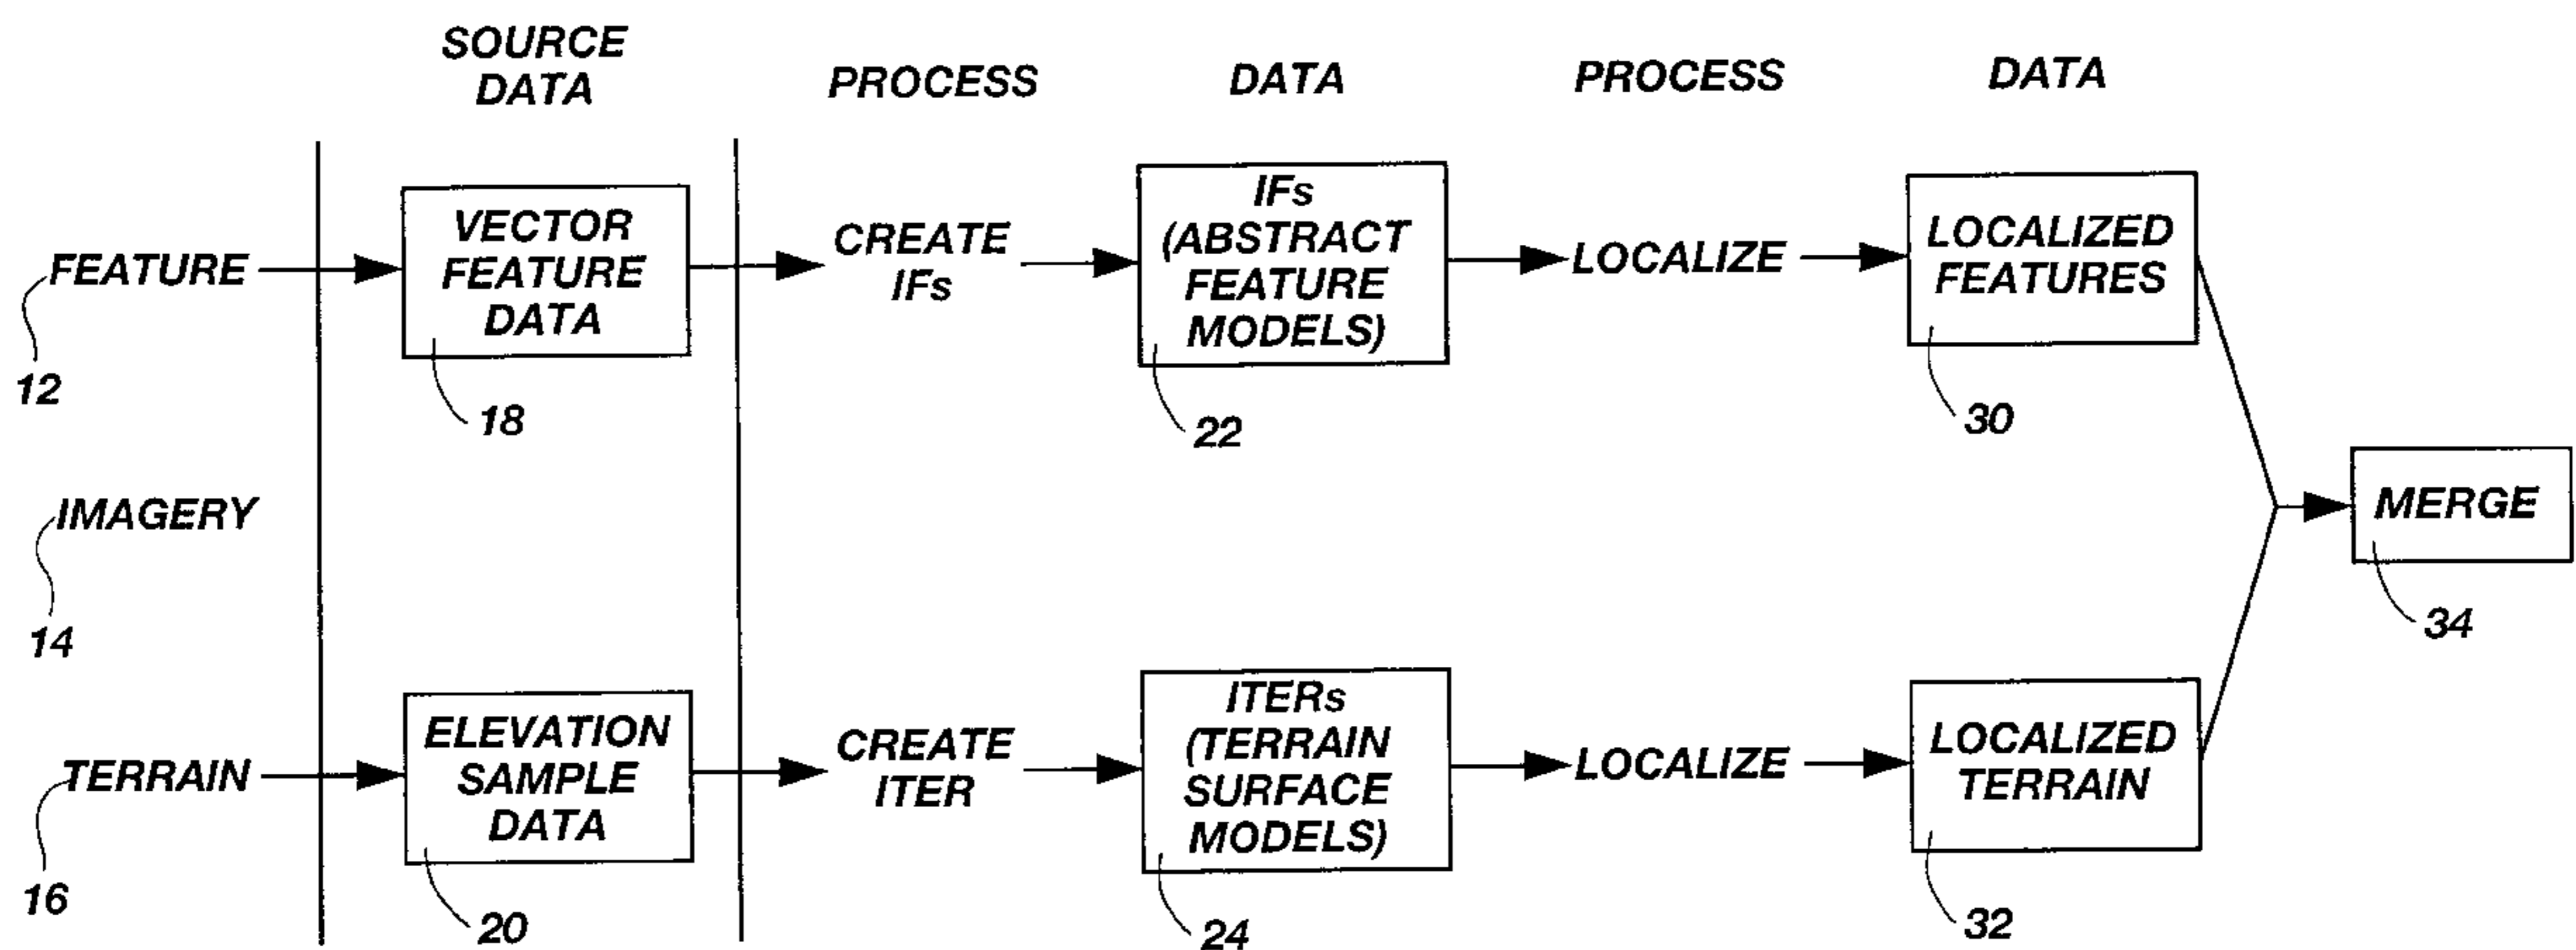 SOURCE
DATA
PROCESS
DATA
PROCESS
DATA
FEATURE
12
VECTOR
FEATURE
DATA
18
CREATE
IFs
IFs
(ABSTRACT
FEATURE
MODELS)
22
LOCALIZE
LOCALIZED
FEATURES
30
IMAGERY
14
MERGE
34
TERRAIN
16
ELEVATION
SAMPLE
DATA
20
CREATE
ITER
ITERs
(TERRAIN
SURFACE
MODELS)
24
LOCALIZE
LOCALIZED
TERRAIN
32